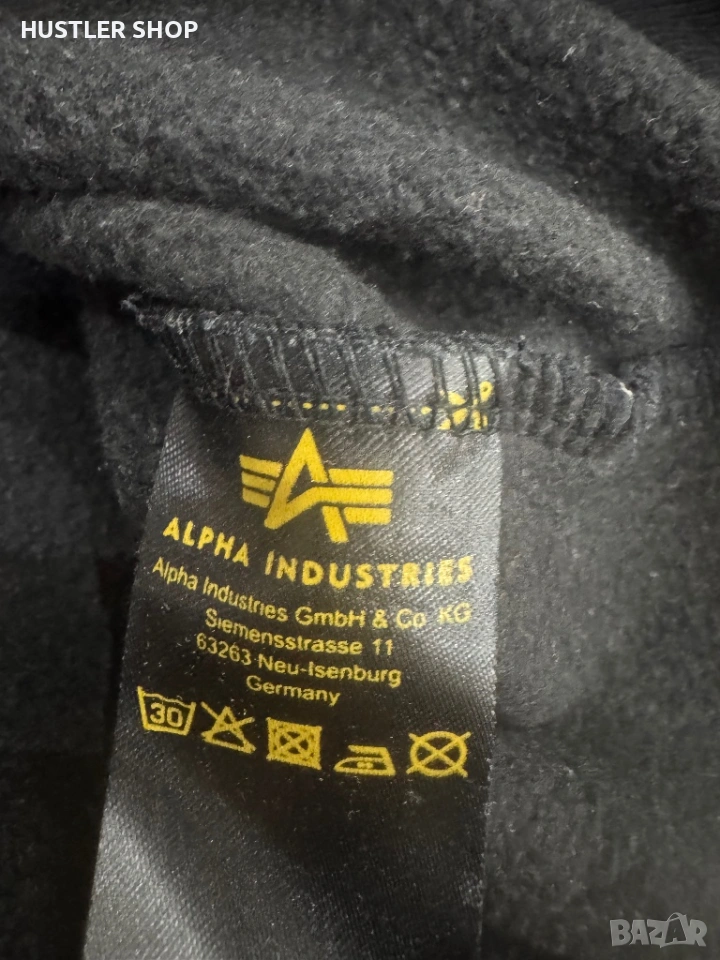 HUSTLER SHOP
ALPHA INDUSTRIES
Alpha Industries GmbH & Co KG
Siemensstrasse 11
63263 Neu-Isenburg
Germany
30
BAZAR